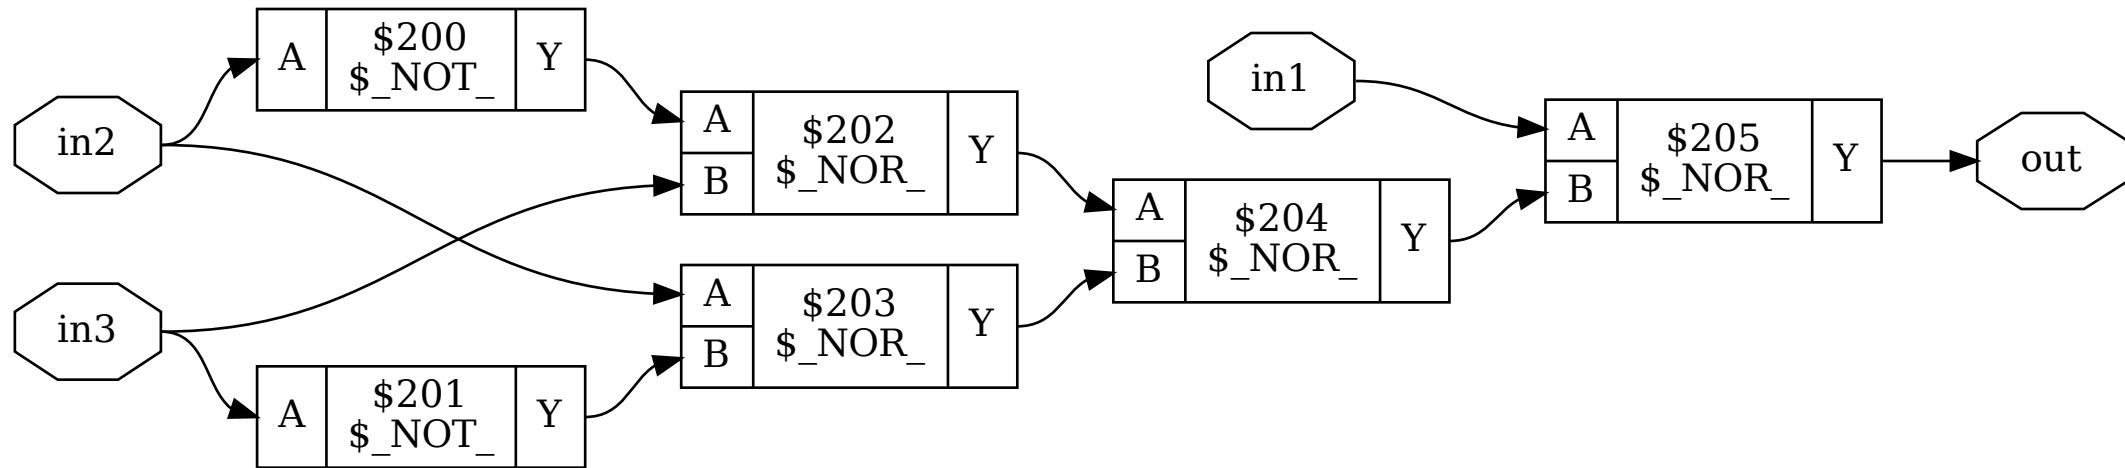 in2
in3
A
$200
$_NOT_
Y
A
$201
$_NOT_
Y
A
B
$202
$_NOR_
Y
A
B
$203
$_NOR_
Y
A
B
$204
$_NOR_
Y
in1
A
B
$205
$_NOR_
Y
out